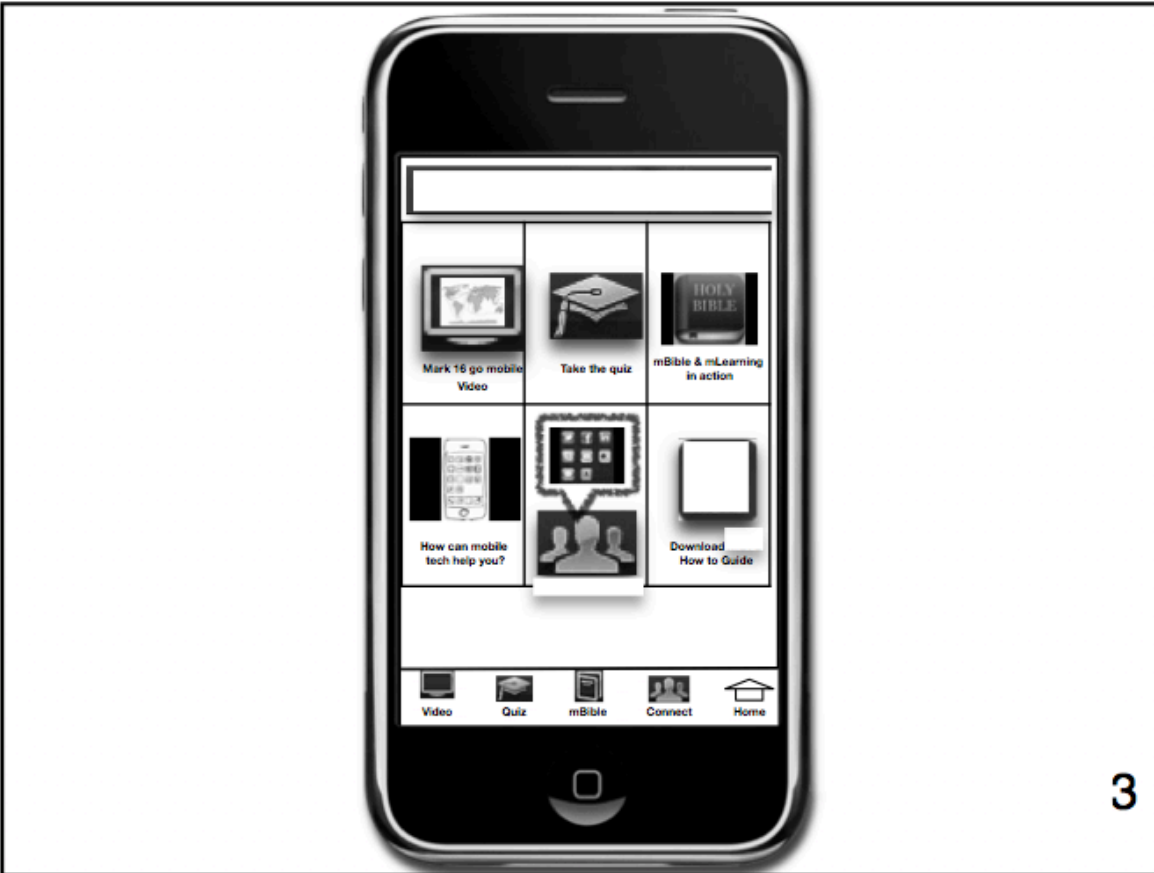 HOLY
BIBLE
Mark 16 go mobile
Video
Take the quiz
mBible & mLearning
in action
How can mobile
tech help you?
Download
How to Guide
Video
Quiz
mBible
Connect
Home
3